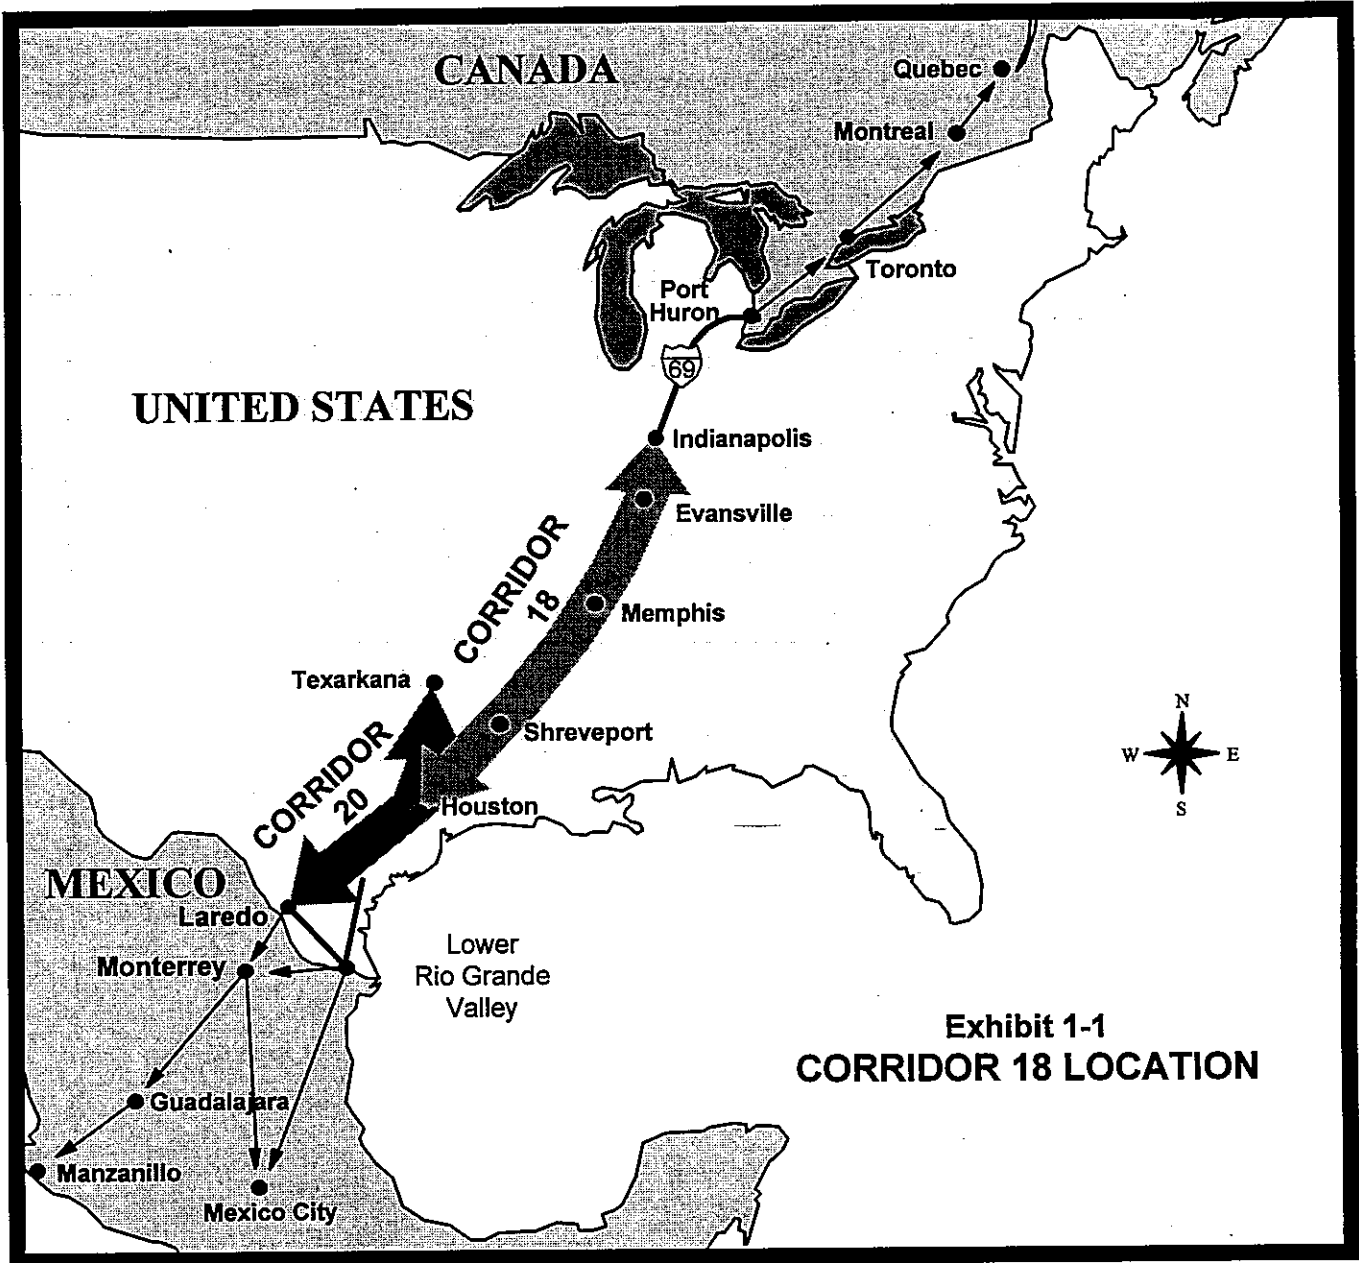 CANADA
Quebec
Montreal
Toronto
Port
Huron
69
UNITED STATES
Indianapolis
Evansville
CORRIDOR
18
Memphis
Texarkana
Shreveport
CORRIDOR
20
Houston
N
W
E
S
MEXICO
Laredo
Monterrey
Lower
Rio Grande
Valley
Exhibit 1-1
CORRIDOR 18 LOCATION
Guadalajara
Manzanillo
Mexico City